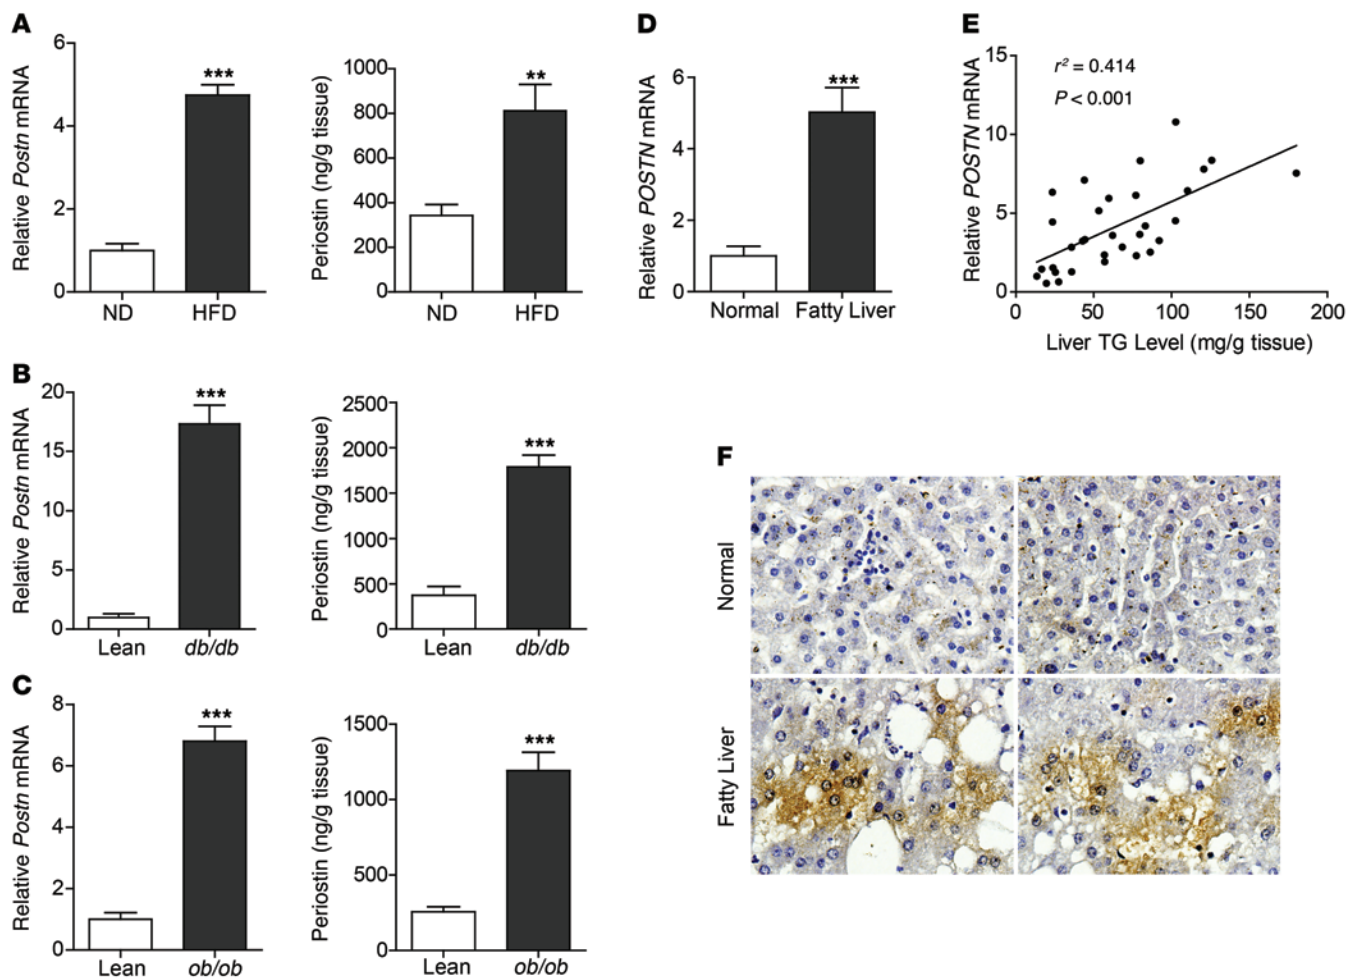 A
Relative Postn mRNA
6
4
2
0
***
ND
HFD
Periostin (ng/g tissue)
1000
800
600
400
200
0
**
ND
HFD
D
Relative POSTN mRNA
6
4
2
0
***
Normal
Fatty Liver
E
Relative POSTN mRNA
15
10
5
0
r² = 0.414
P < 0.001
0
50
100
150
200
Liver TG Level (mg/g tissue)
B
Relative Postn mRNA
20
15
10
5
0
***
Lean
db/db
Periostin (ng/g tissue)
2500
2000
1500
1000
500
0
***
Lean
db/db
C
Relative Postn mRNA
8
6
4
2
0
***
Lean
ob/ob
Periostin (ng/g tissue)
1500
1000
500
0
***
Lean
ob/ob
F
Normal
Fatty Liver